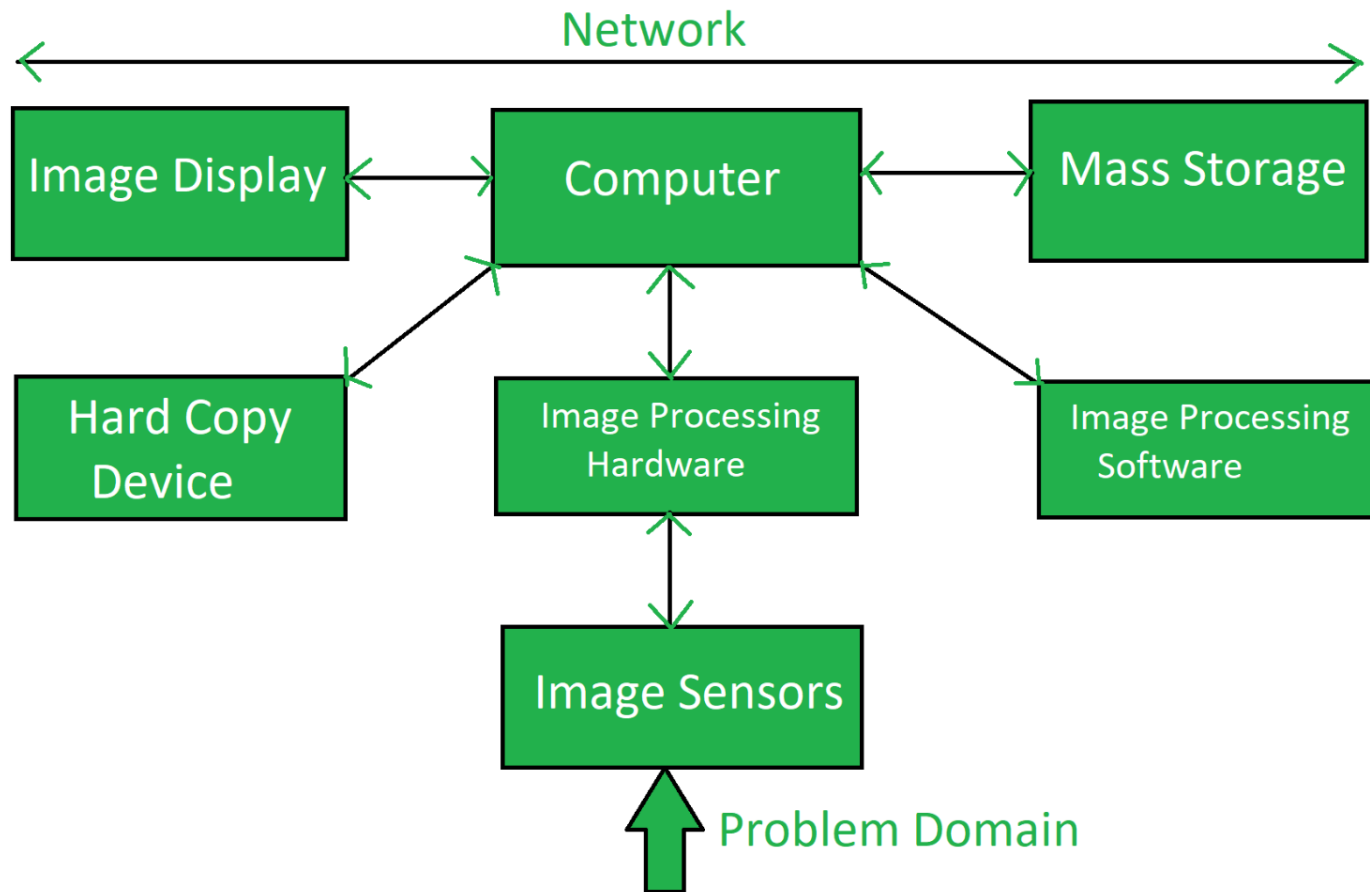 Network
Image Display
Computer
Mass Storage
Hard Copy
Device
Image Processing
Hardware
Image Processing
Software
Image Sensors
Problem Domain